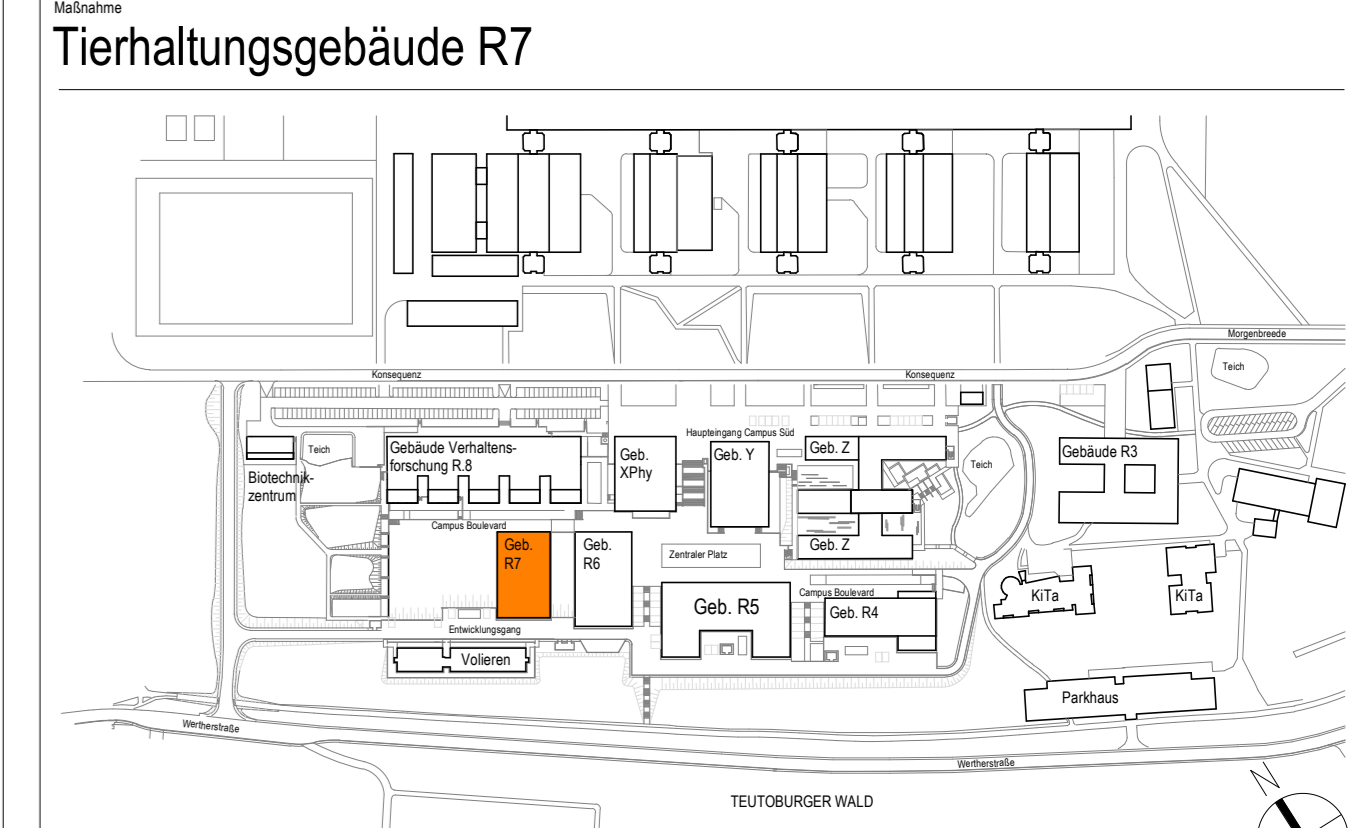 Maßnahme
Tierhaltungsgebäude R7
Morgenbreede
Teich
Konsequenz
Konsequenz
Haupteingang Campus Süd
Teich
Gebäude Verhaltens-
forschung R.8
Geb.
XPhy
Geb. Y
Geb. Z
Teich
Gebäude R3
Biotechnik-
zentrum
Campus Boulevard
Geb.
R7
Geb.
R6
Zentraler Platz
Geb. Z
Campus Boulevard
KiTa
KiTa
Geb. R5
Geb. R4
Entwicklungsgang
Volieren
Parkhaus
Wertherstraße
Wertherstraße
TEUTOBURGER WALD
N